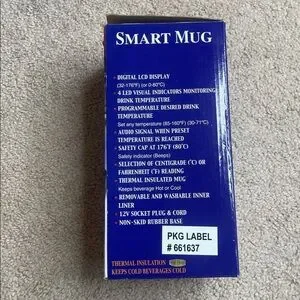 SMART MUG
· DIGITAL LCD DISPLAY
(32-176°F) (or 0-80°C)
· 4 LED VISUAL INDICATORS MONITORING
DRINK TEMPERATURE
· PROGRAMMABLE DESIRED DRINK
TEMPERATURE
Set any temperature (85-160°F) (30-71°C)
· AUDIO SIGNAL WHEN PRESET
TEMPERATURE IS REACHED
· SAFETY CAP AT 176°F (80°C)
Safety indicator (Beeps)
· SELECTION OF CENTIGRADE (°C) OR
FAHRENHEIT (°F) READING
· THERMAL INSULATED MUG
Keeps beverage Hot or Cool
· REMOVABLE AND WASHABLE INNER
LINER
· 12V SOCKET PLUG & CORD
· NON-SKID RUBBER BASE
PKG LABEL
# 661637
THERMAL INSULATION
KEEPS COLD BEVERAGES COLD